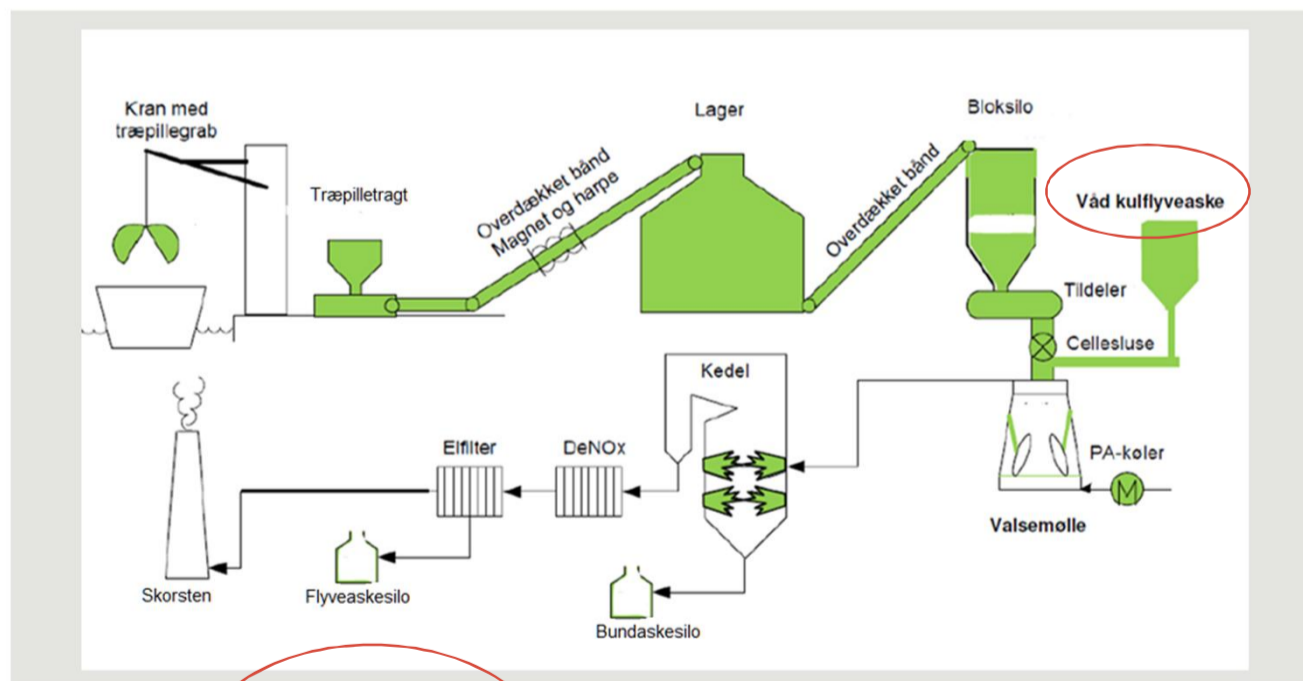 Kran med
træpillegrab
Træpilletragt
Overdækket bånd
Magnet og harpe
Lager
Overdækket bånd
Bloksilo
Våd kulflyveaske
Tildeler
Cellesluse
Kedel
PA-køler
M
Valsemølle
Elfilter
DeNOx
Skorsten
Flyveaskesilo
Bundaskesilo